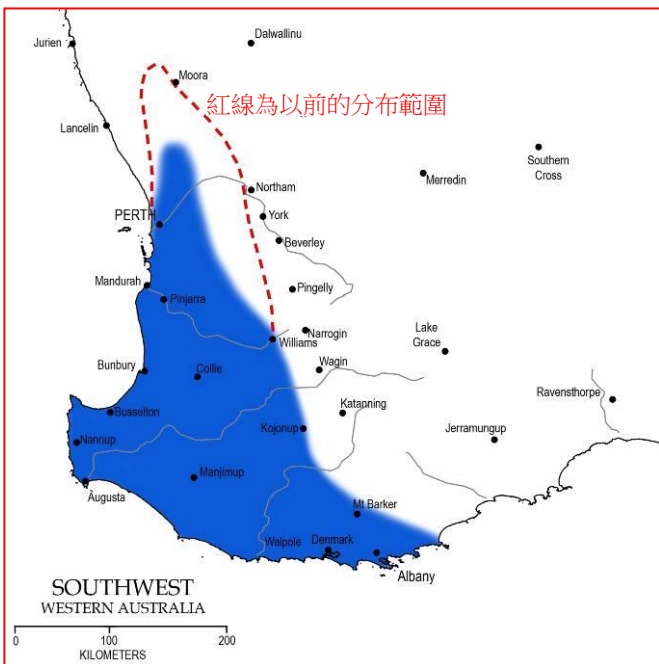 Dalwallinu
Jurien
Moora
紅線為以前的分布範圍
Lancelin
Southern
Cross
Merredin
Northam
York
PERTH
Beverley
Mandurah
Pinjarra
Pingelly
Narrogin
Williams
Lake
Grace
Bunbury
Collie
Wagin
Ravensthorpe
Busselton
Katanning
Kojonup
Jerramungup
Nannup
Manjimup
Augusta
Mt Barker
Walpole
Denmark
Albany
SOUTHWEST
WESTERN AUSTRALIA
0 100 200
KILOMETERS